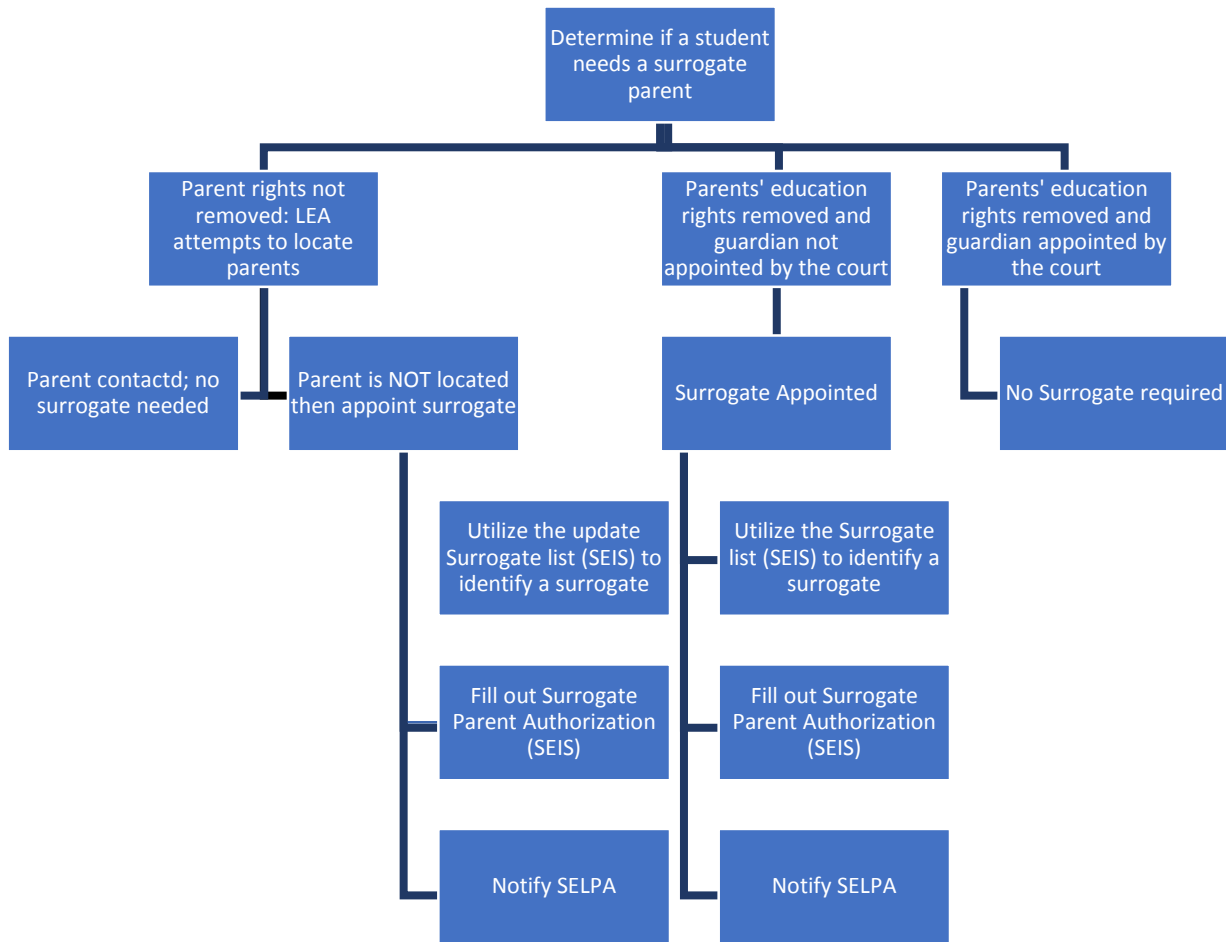 Determine if a student
needs a surrogate
parent
Parent rights not
removed: LEA
attempts to locate
parents
Parents' education
rights removed and
guardian not
appointed by the court
Parents' education
rights removed and
guardian appointed by
the court
Parent contactd; no
surrogate needed
Parent is NOT located
then appoint surrogate
Surrogate Appointed
No Surrogate required
Utilize the update
Surrogate list (SEIS) to
identify a surrogate
Utilize the Surrogate
list (SEIS) to identify a
surrogate
Fill out Surrogate
Parent Authorization
(SEIS)
Fill out Surrogate
Parent Authorization
(SEIS)
Notify SELPA
Notify SELPA